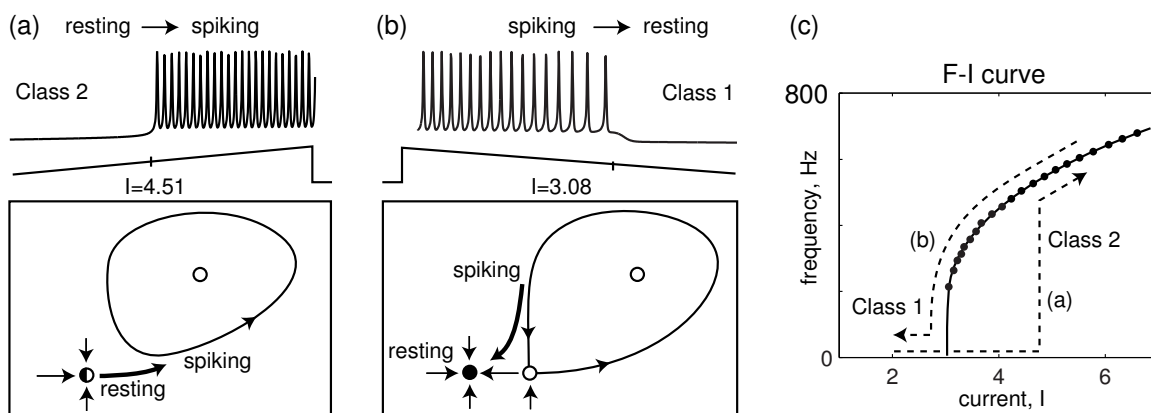 (a)
resting → spiking
Class 2
I=4.51
spiking
resting
(b)
spiking → resting
Class 1
I=3.08
spiking
resting
(c)
F-I curve
800
frequency, Hz
0
(b)
Class 2
Class 1
(a)
2 4 6
current, I